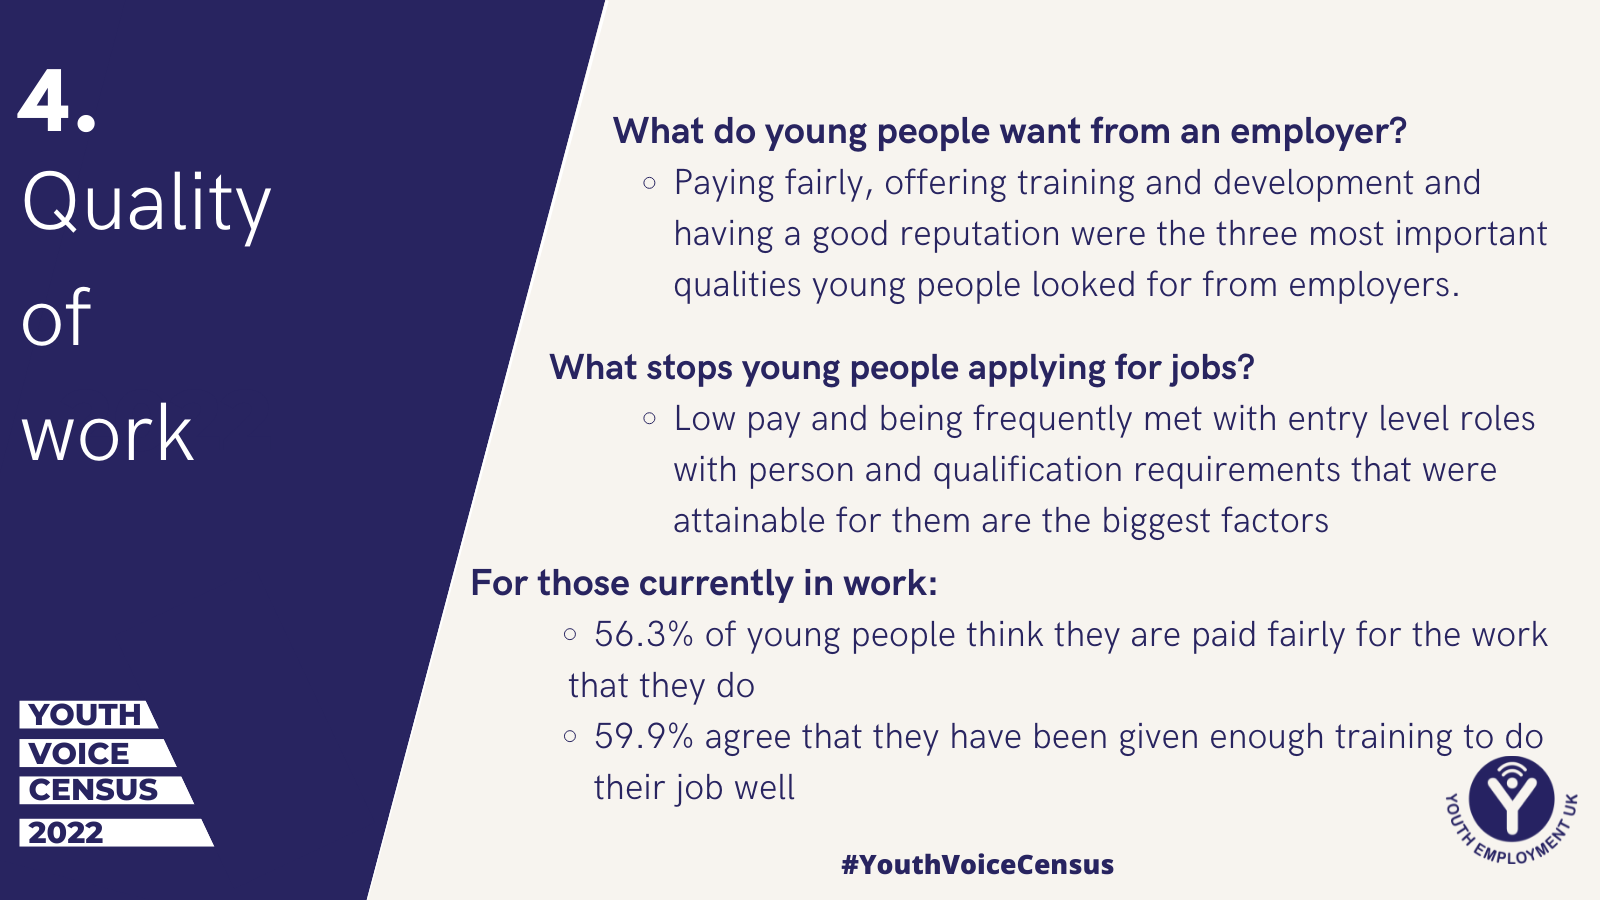 4.
Quality
of
work
YOUTH
VOICE
CENSUS
2022
What do young people want from an employer?
Paying fairly, offering training and development and
having a good reputation were the three most important
qualities young people looked for from employers.
What stops young people applying for jobs?
Low pay and being frequently met with entry level roles
with person and qualification requirements that were
attainable for them are the biggest factors
For those currently in work:
56.3% of young people think they are paid fairly for the work
that they do
59.9% agree that they have been given enough training to do
their job well
#YouthVoiceCensus
YOUTH EMPLOYMENT UK